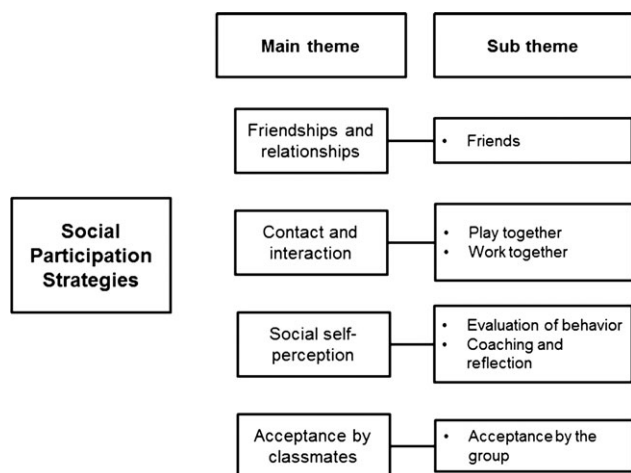 Main theme
Sub theme
Friendships and
relationships
• Friends
Social
Participation
Strategies
Contact and
interaction
• Play together
• Work together
Social self-
perception
• Evaluation of behavior
• Coaching and
reflection
Acceptance by
classmates
• Acceptance by the
group